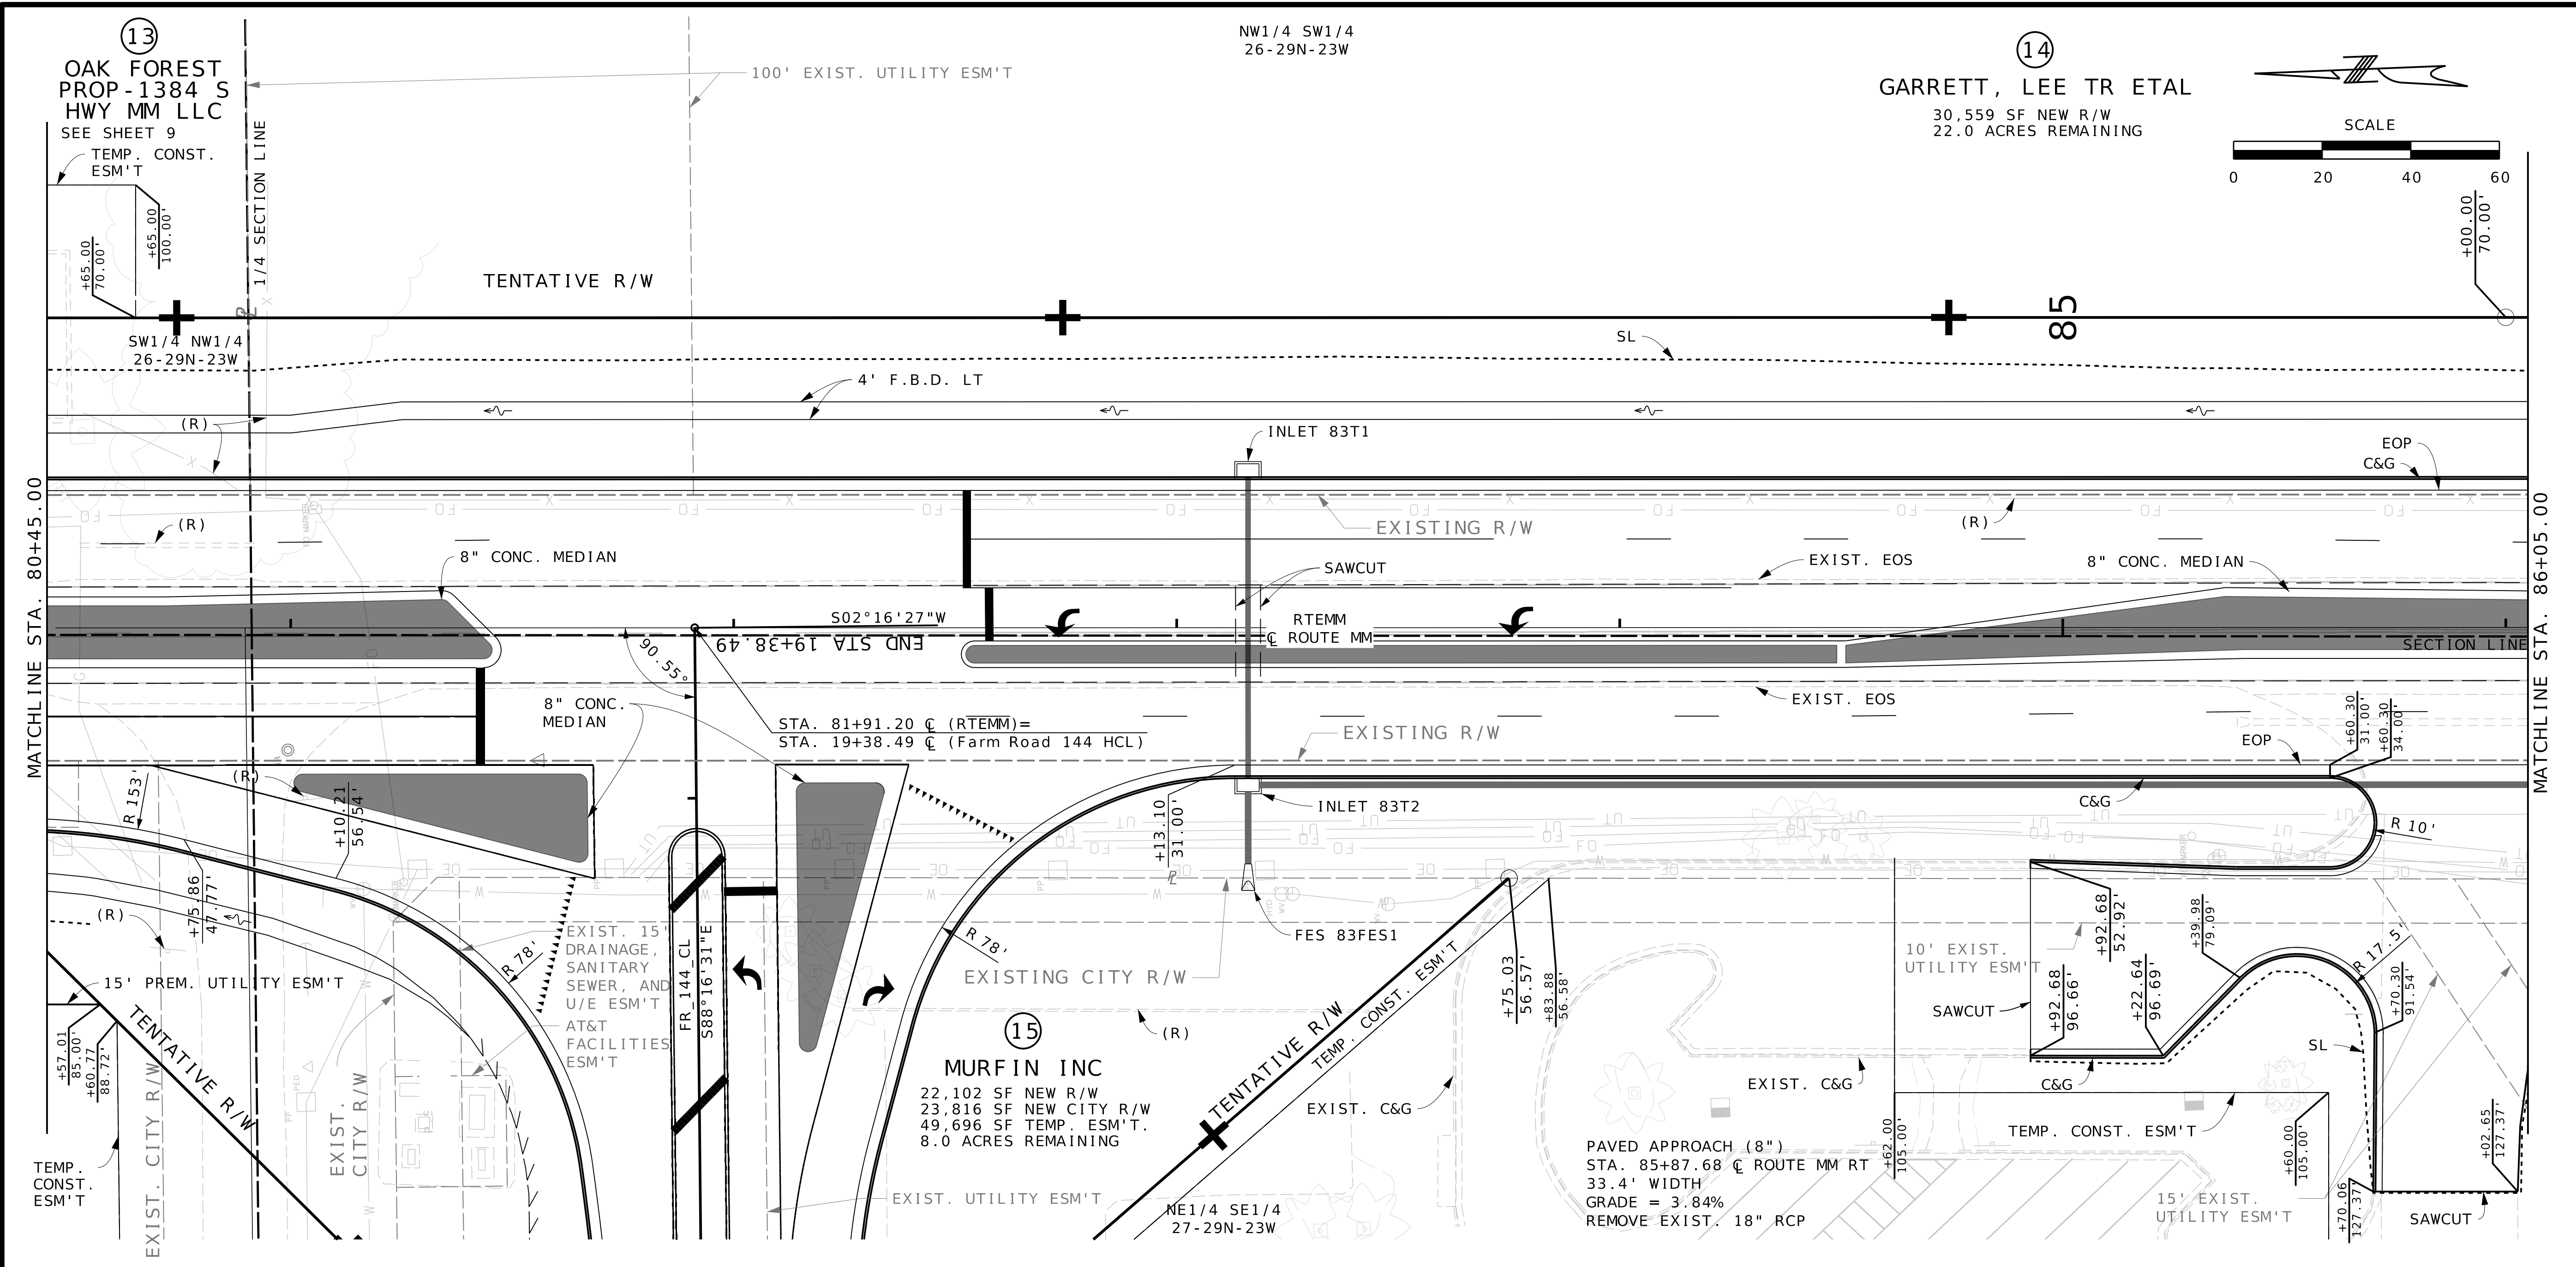 13
OAK FOREST
PROP-1384 S
HWY MM LLC
SEE SHEET 9
TEMP. CONST.
ESM'T
+65.00
70.00'
+65.00
100.00'
1/4 SECTION LINE
100' EXIST. UTILITY ESM'T
NW1/4 SW1/4
26-29N-23W
14
GARRETT, LEE TR ETAL
30,559 SF NEW R/W
22.0 ACRES REMAINING
SCALE
0 20 40 60
+00.00
70.00'
TENTATIVE R/W
85
SW1/4 NW1/4
26-29N-23W
SL
4' F.B.D. LT
(R)
INLET 83T1
EOP
C&G
MATCHLINE STA. 80+45.00
MATCHLINE STA. 86+05.00
(R)
EXISTING R/W
(R)
8" CONC. MEDIAN
SAWCUT
EXIST. EOS
8" CONC. MEDIAN
S02°16'27"W
END STA 19+38.49
90.55°
RTEMM
℄ ROUTE MM
SECTION LINE
8" CONC.
MEDIAN
STA. 81+91.20 ℄ (RTEMM)=
STA. 19+38.49 ℄ (Farm Road 144 HCL)
EXISTING R/W
EXIST. EOS
EOP
+60.30
31.00'
+60.30
34.00'
(R)
R 153'
+10.21
56.54'
+13.10
31.00'
INLET 83T2
C&G
R 10'
+75.86
47.77'
(R)
R 78'
EXIST. 15'
DRAINAGE,
SANITARY
SEWER, AND
U/E ESM'T
AT&T
FACILITIES
ESM'T
FR_144_CL
S88°16'31"E
R 78'
EXISTING CITY R/W
FES 83FES1
+75.03
56.57'
+83.88
56.58'
10' EXIST.
UTILITY ESM'T
+92.68
52.92'
+39.98
79.09'
R 17.5'
+92.68
96.66'
+22.64
96.69'
+70.30
91.54'
SAWCUT
15' PREM. UTILITY ESM'T
TENTATIVE R/W
+57.01
85.00'
+60.77
88.72'
TEMP.
CONST.
ESM'T
EXIST. CITY R/W
EXIST.
CITY R/W
15
MURFIN INC
22,102 SF NEW R/W
23,816 SF NEW CITY R/W
49,696 SF TEMP. ESM'T.
8.0 ACRES REMAINING
(R)
TENTATIVE R/W
TEMP. CONST. ESM'T
EXIST. C&G
EXIST. C&G
C&G
SL
TEMP. CONST. ESM'T
EXIST. UTILITY ESM'T
NE1/4 SE1/4
27-29N-23W
PAVED APPROACH (8")
STA. 85+87.68 ℄ ROUTE MM RT
33.4' WIDTH
GRADE = 3.84%
REMOVE EXIST. 18" RCP
+62.00
105.00'
+60.00
105.00'
+02.65
127.37'
+70.06
127.37'
15' EXIST.
UTILITY ESM'T
SAWCUT